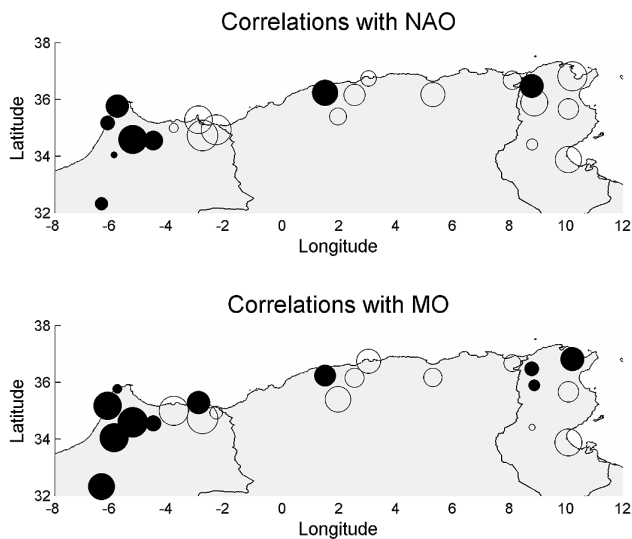 Correlations with NAO
38
36
34
32
Latitude
-8 -6 -4 -2 0 2 4 6 8 10 12
Longitude
Correlations with MO
38
36
34
32
Latitude
-8 -6 -4 -2 0 2 4 6 8 10 12
Longitude